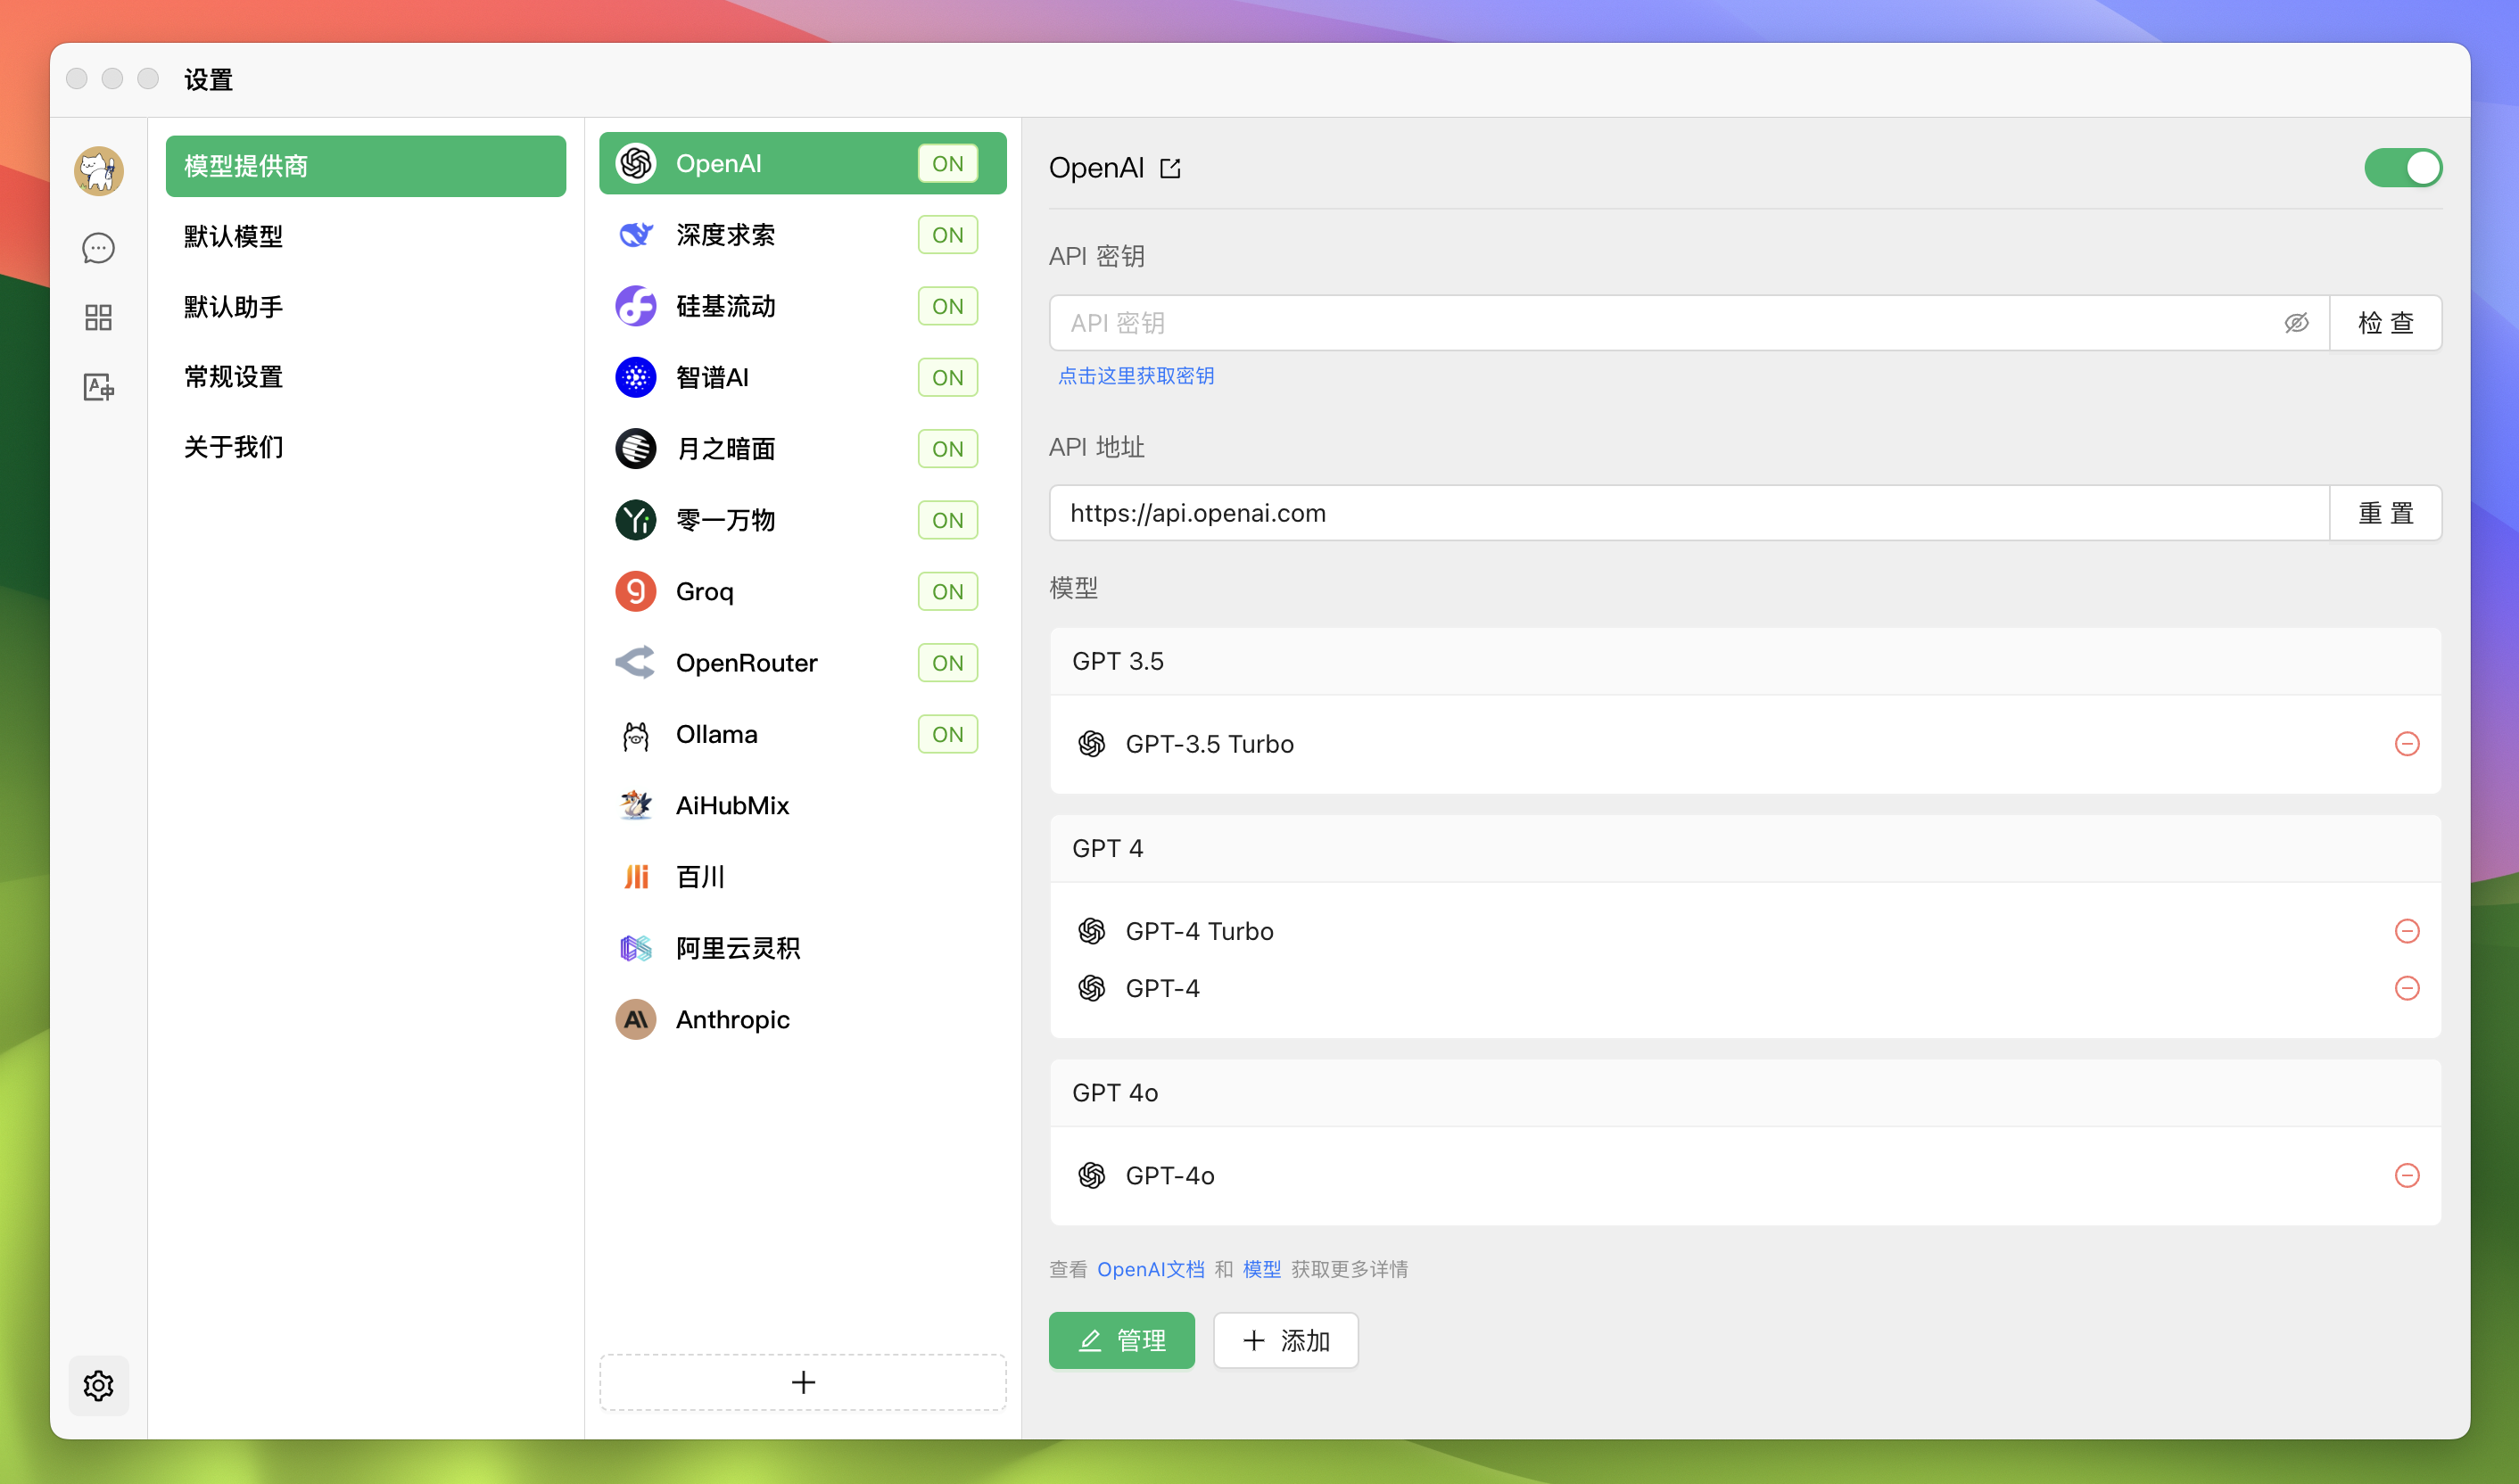 设置
模型提供商
默认模型
默认助手
常规设置
关于我们
OpenAI ON
深度求索 ON
硅基流动 ON
智谱AI ON
月之暗面 ON
零一万物 ON
Groq ON
OpenRouter ON
Ollama ON
AiHubMix
百川
阿里云灵积
Anthropic
OpenAI
API 密钥
API 密钥 检 查
点击这里获取密钥
API 地址
https://api.openai.com 重 置
模型
GPT 3.5
GPT-3.5 Turbo
GPT 4
GPT-4 Turbo
GPT-4
GPT 4o
GPT-4o
查看 OpenAI文档 和 模型 获取更多详情
管理 添加